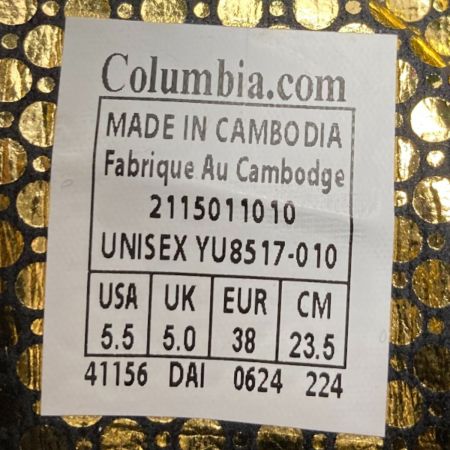 Columbia.com
MADE IN CAMBODIA
Fabrique Au Cambodge
2115011010
UNISEX YU8517-010
USA UK EUR CM
5.5 5.0 38 23.5
41156 DAI 0624 224